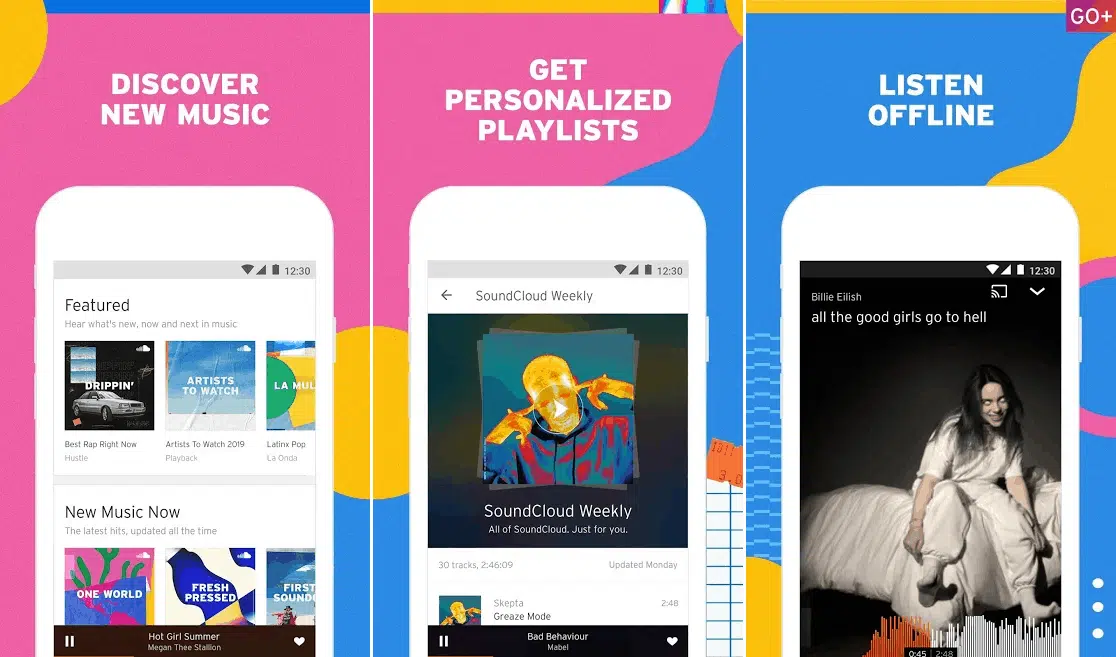 DISCOVER
NEW MUSIC
12:30
Featured
Hear what's new, now and next in music
DRIPPIN'
ARTISTS
TO WATCH
LA MUL
Best Rap Right Now
Artists To Watch 2019
Latinx Pop
Hustle
Playback
La Onda
New Music Now
The latest hits, updated all the time
ONE WORLD
FRESH
PRESSED
FIRST
SOUND
Hot Girl Summer
Megan Thee Stallion
GET
PERSONALIZED
PLAYLISTS
12:30
SoundCloud Weekly
SoundCloud Weekly
All of SoundCloud. Just for you.
30 tracks, 2:46:09
Updated Monday
Skepta
2:48
Greaze Mode
Bad Behaviour
Mabel
3.0
GO+
LISTEN
OFFLINE
12:30
Billie Eilish
all the good girls go to hell
0:45
2:48